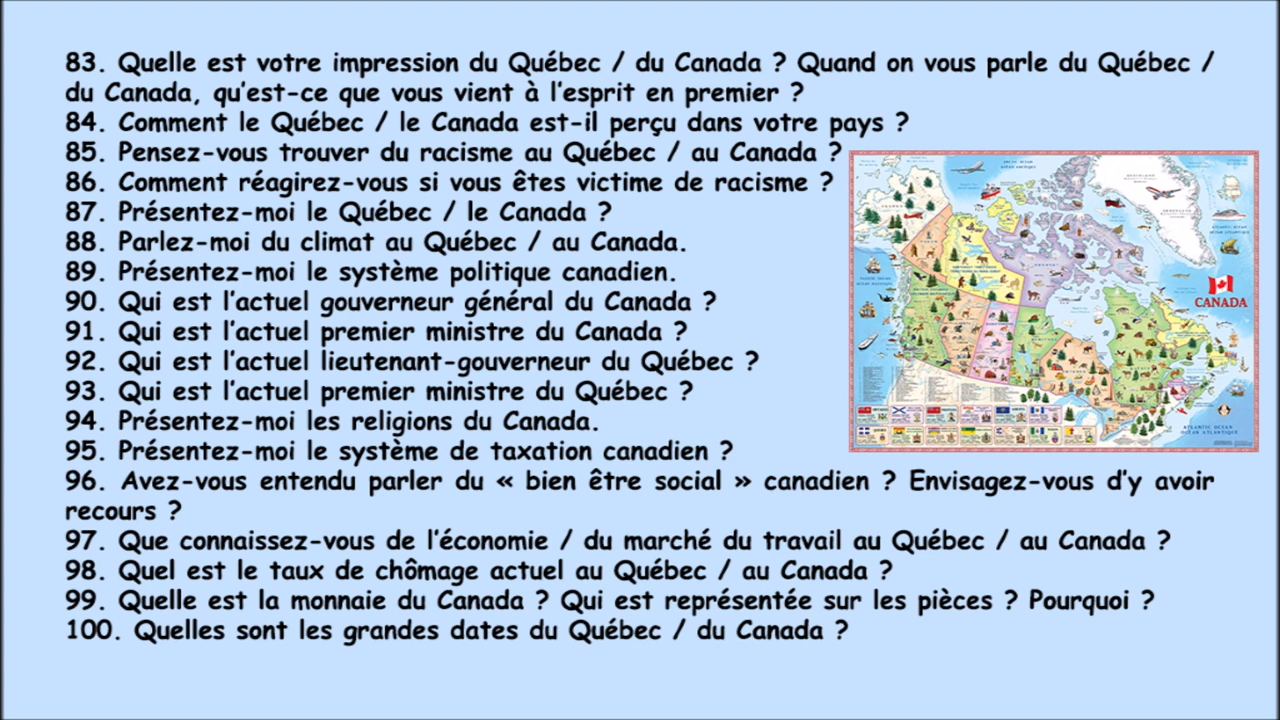 83. Quelle est votre impression du Québec / du Canada ? Quand on vous parle du Québec /
du Canada, qu'est-ce que vous vient à l'esprit en premier ?
84. Comment le Québec / le Canada est-il perçu dans votre pays ?
85. Pensez-vous trouver du racisme au Québec / au Canada ?
86. Comment réagirez-vous si vous êtes victime de racisme ?
87. Présentez-moi le Québec / le Canada ?
88. Parlez-moi du climat au Québec / au Canada.
89. Présentez-moi le système politique canadien.
90. Qui est l'actuel gouverneur général du Canada ?
91. Qui est l'actuel premier ministre du Canada ?
92. Qui est l'actuel lieutenant-gouverneur du Québec ?
93. Qui est l'actuel premier ministre du Québec ?
94. Présentez-moi les religions du Canada.
95. Présentez-moi le système de taxation canadien ?
96. Avez-vous entendu parler du « bien être social » canadien ? Envisagez-vous d'y avoir
recours ?
97. Que connaissez-vous de l'économie / du marché du travail au Québec / au Canada ?
98. Quel est le taux de chômage actuel au Québec / au Canada ?
99. Quelle est la monnaie du Canada ? Qui est représentée sur les pièces ? Pourquoi ?
100. Quelles sont les grandes dates du Québec / du Canada ?
CANADA
ATLANTIC OCEAN
OCÉAN ATLANTIQUE